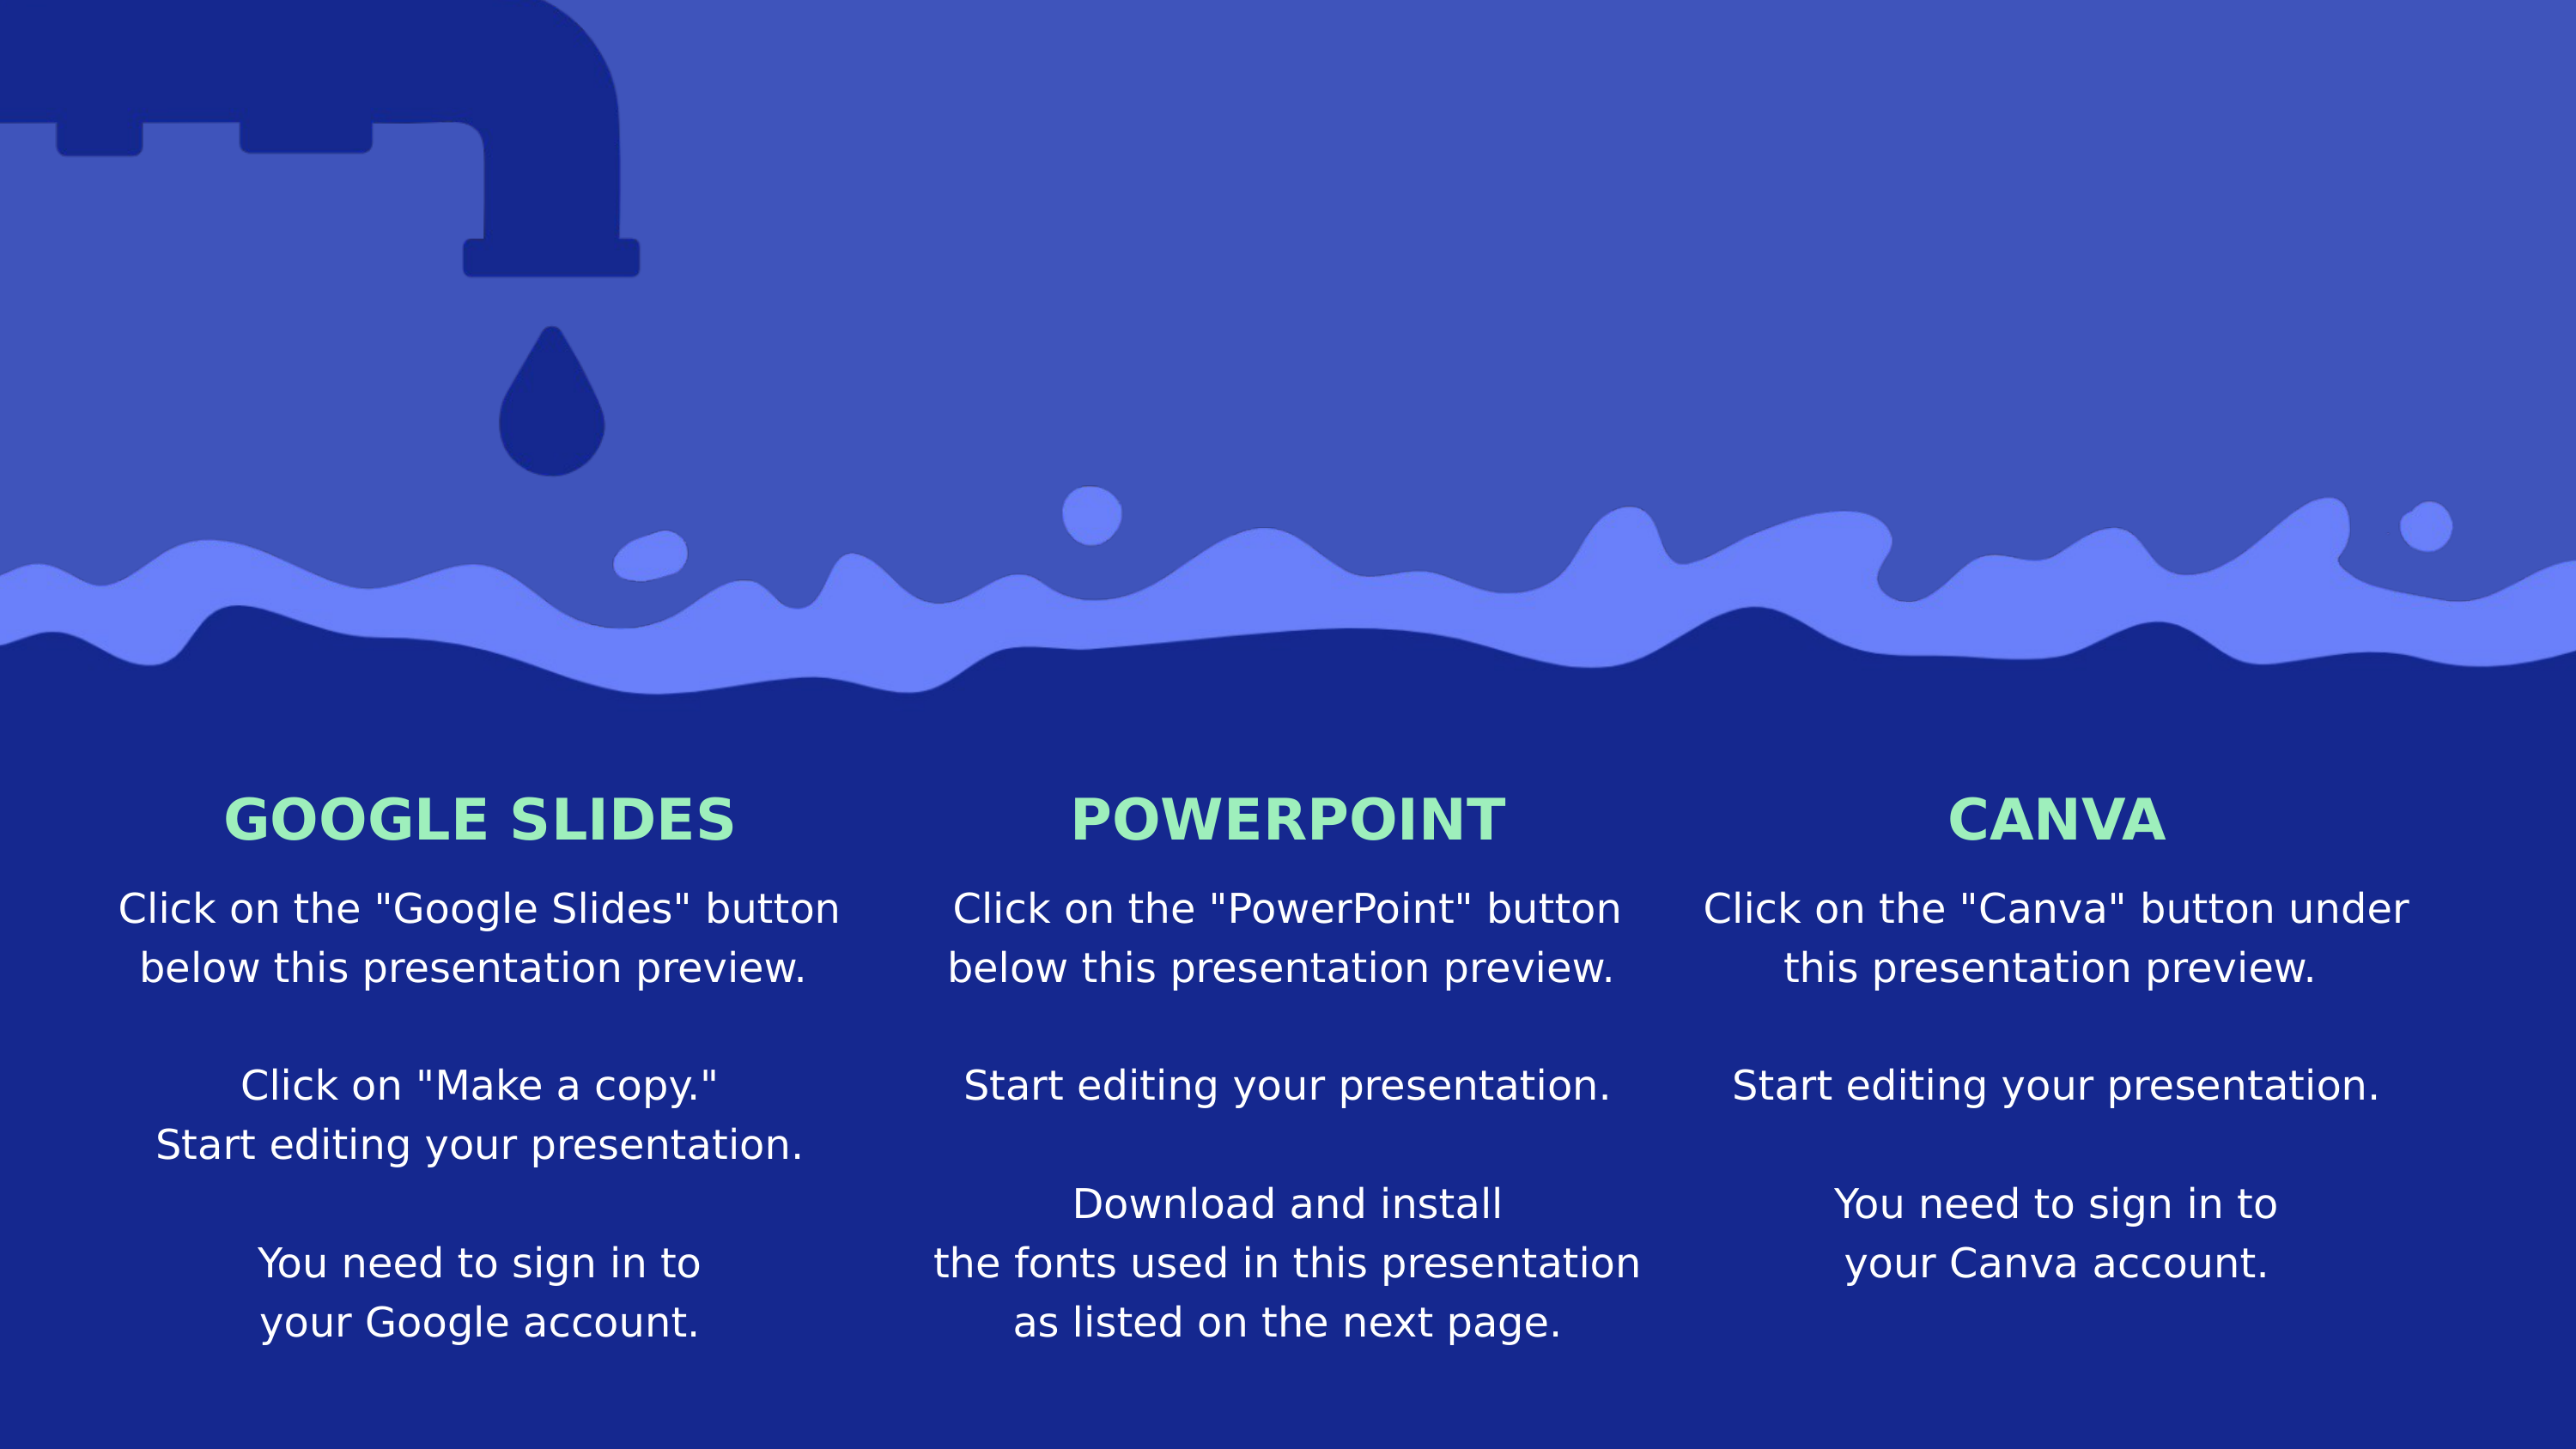 GOOGLE SLIDES
Click on the "Google Slides" button
below this presentation preview.
Click on "Make a copy."
Start editing your presentation.
You need to sign in to
your Google account.
POWERPOINT
Click on the "PowerPoint" button
below this presentation preview.
Start editing your presentation.
Download and install
the fonts used in this presentation
as listed on the next page.
CANVA
Click on the "Canva" button under
this presentation preview.
Start editing your presentation.
You need to sign in to
your Canva account.